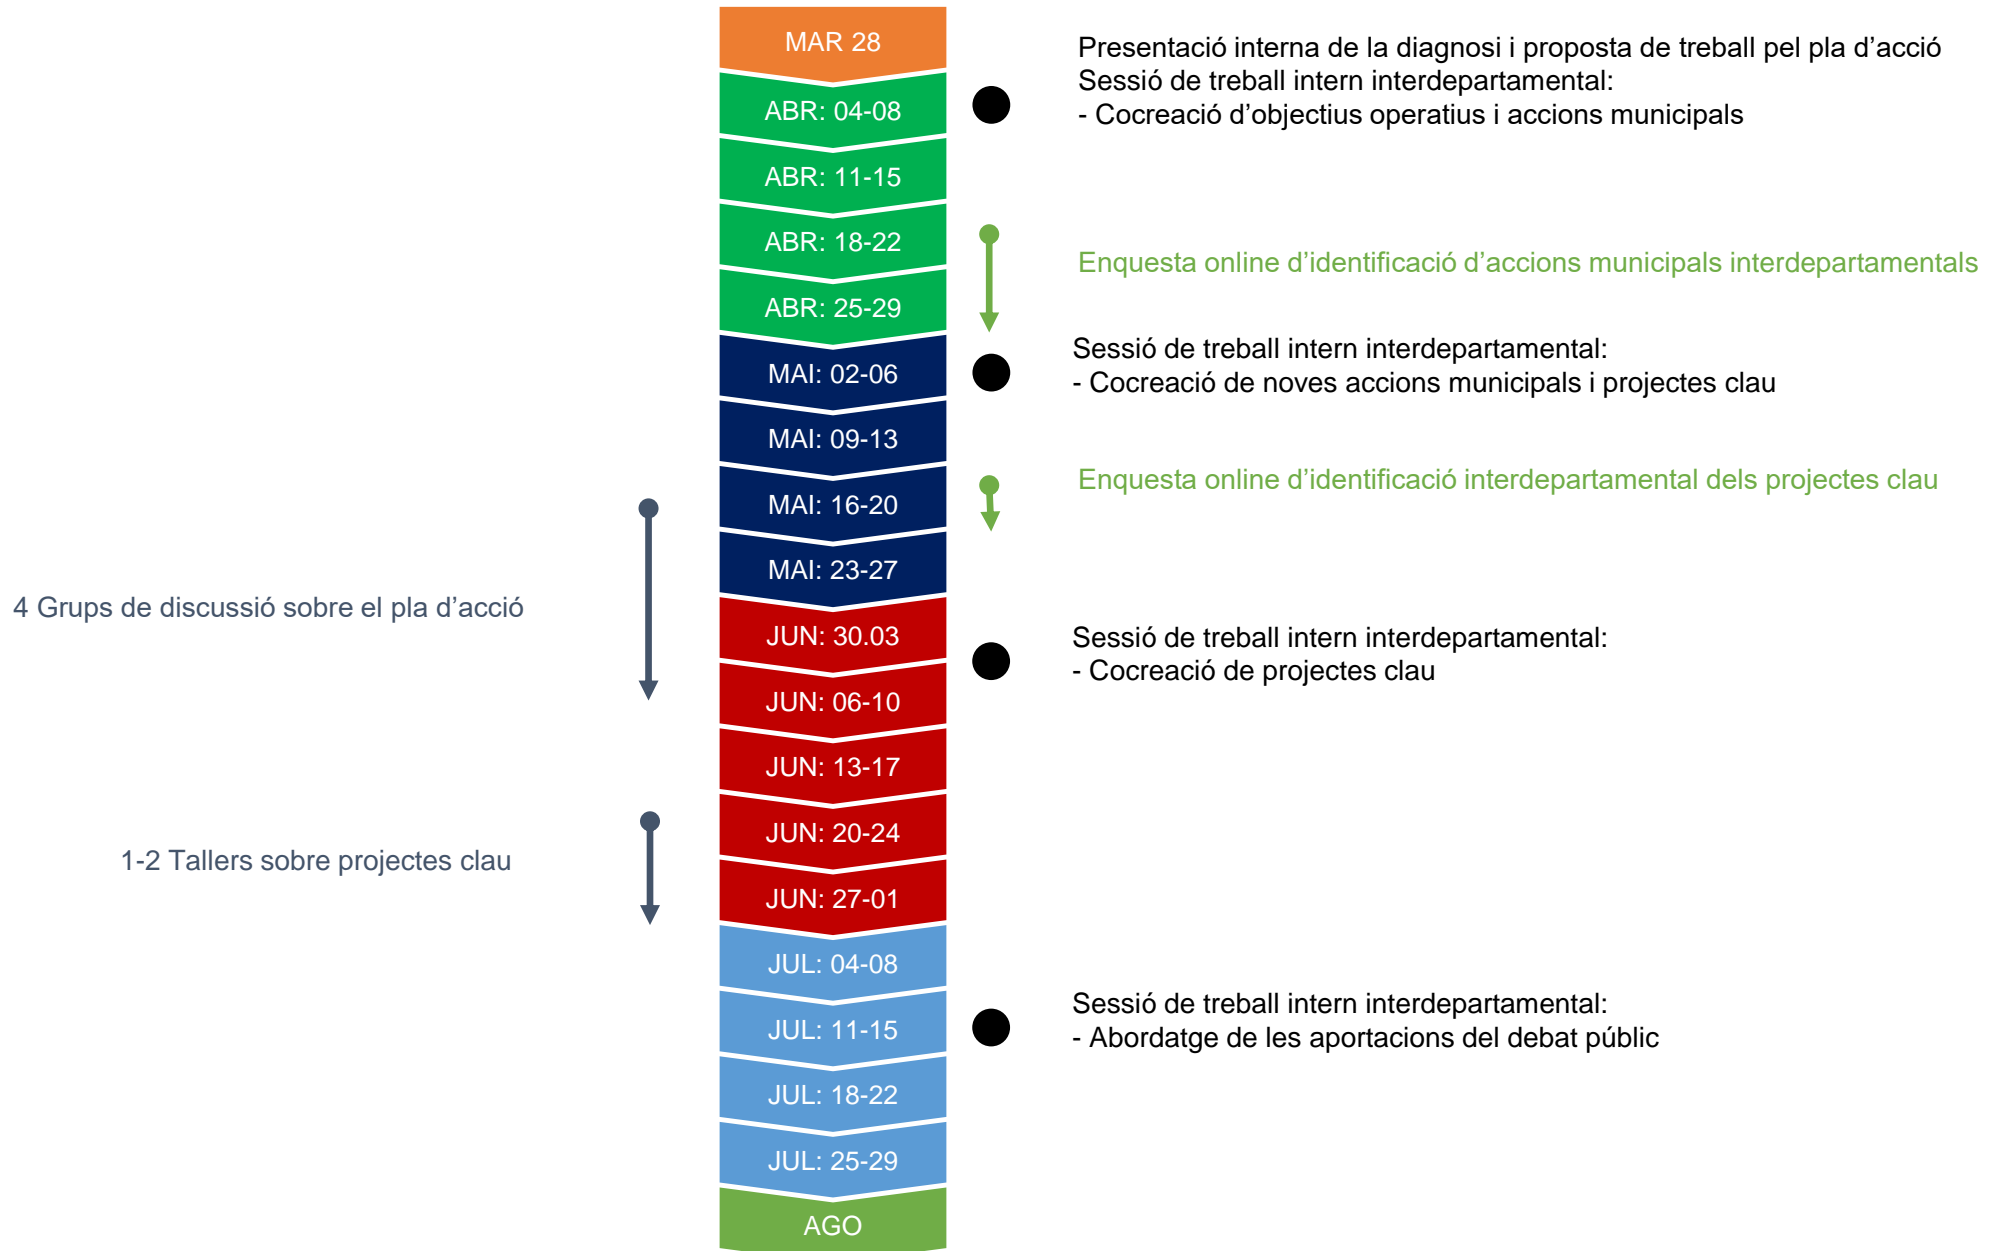 MAR 28
Presentació interna de la diagnosi i proposta de treball pel pla d’acció
Sessió de treball intern interdepartamental:
- Cocreació d’objectius operatius i accions municipals
ABR: 04-08
ABR: 11-15
ABR: 18-22
Enquesta online d’identificació d’accions municipals interdepartamentals
ABR: 25-29
Sessió de treball intern interdepartamental:
- Cocreació de noves accions municipals i projectes clau
MAI: 02-06
MAI: 09-13
Enquesta online d’identificació interdepartamental dels projectes clau
MAI: 16-20
MAI: 23-27
4 Grups de discussió sobre el pla d’acció
JUN: 30.03
Sessió de treball intern interdepartamental:
- Cocreació de projectes clau
JUN: 06-10
JUN: 13-17
JUN: 20-24
1-2 Tallers sobre projectes clau
JUN: 27-01
JUL: 04-08
Sessió de treball intern interdepartamental:
- Abordatge de les aportacions del debat públic
JUL: 11-15
JUL: 18-22
JUL: 25-29
AGO